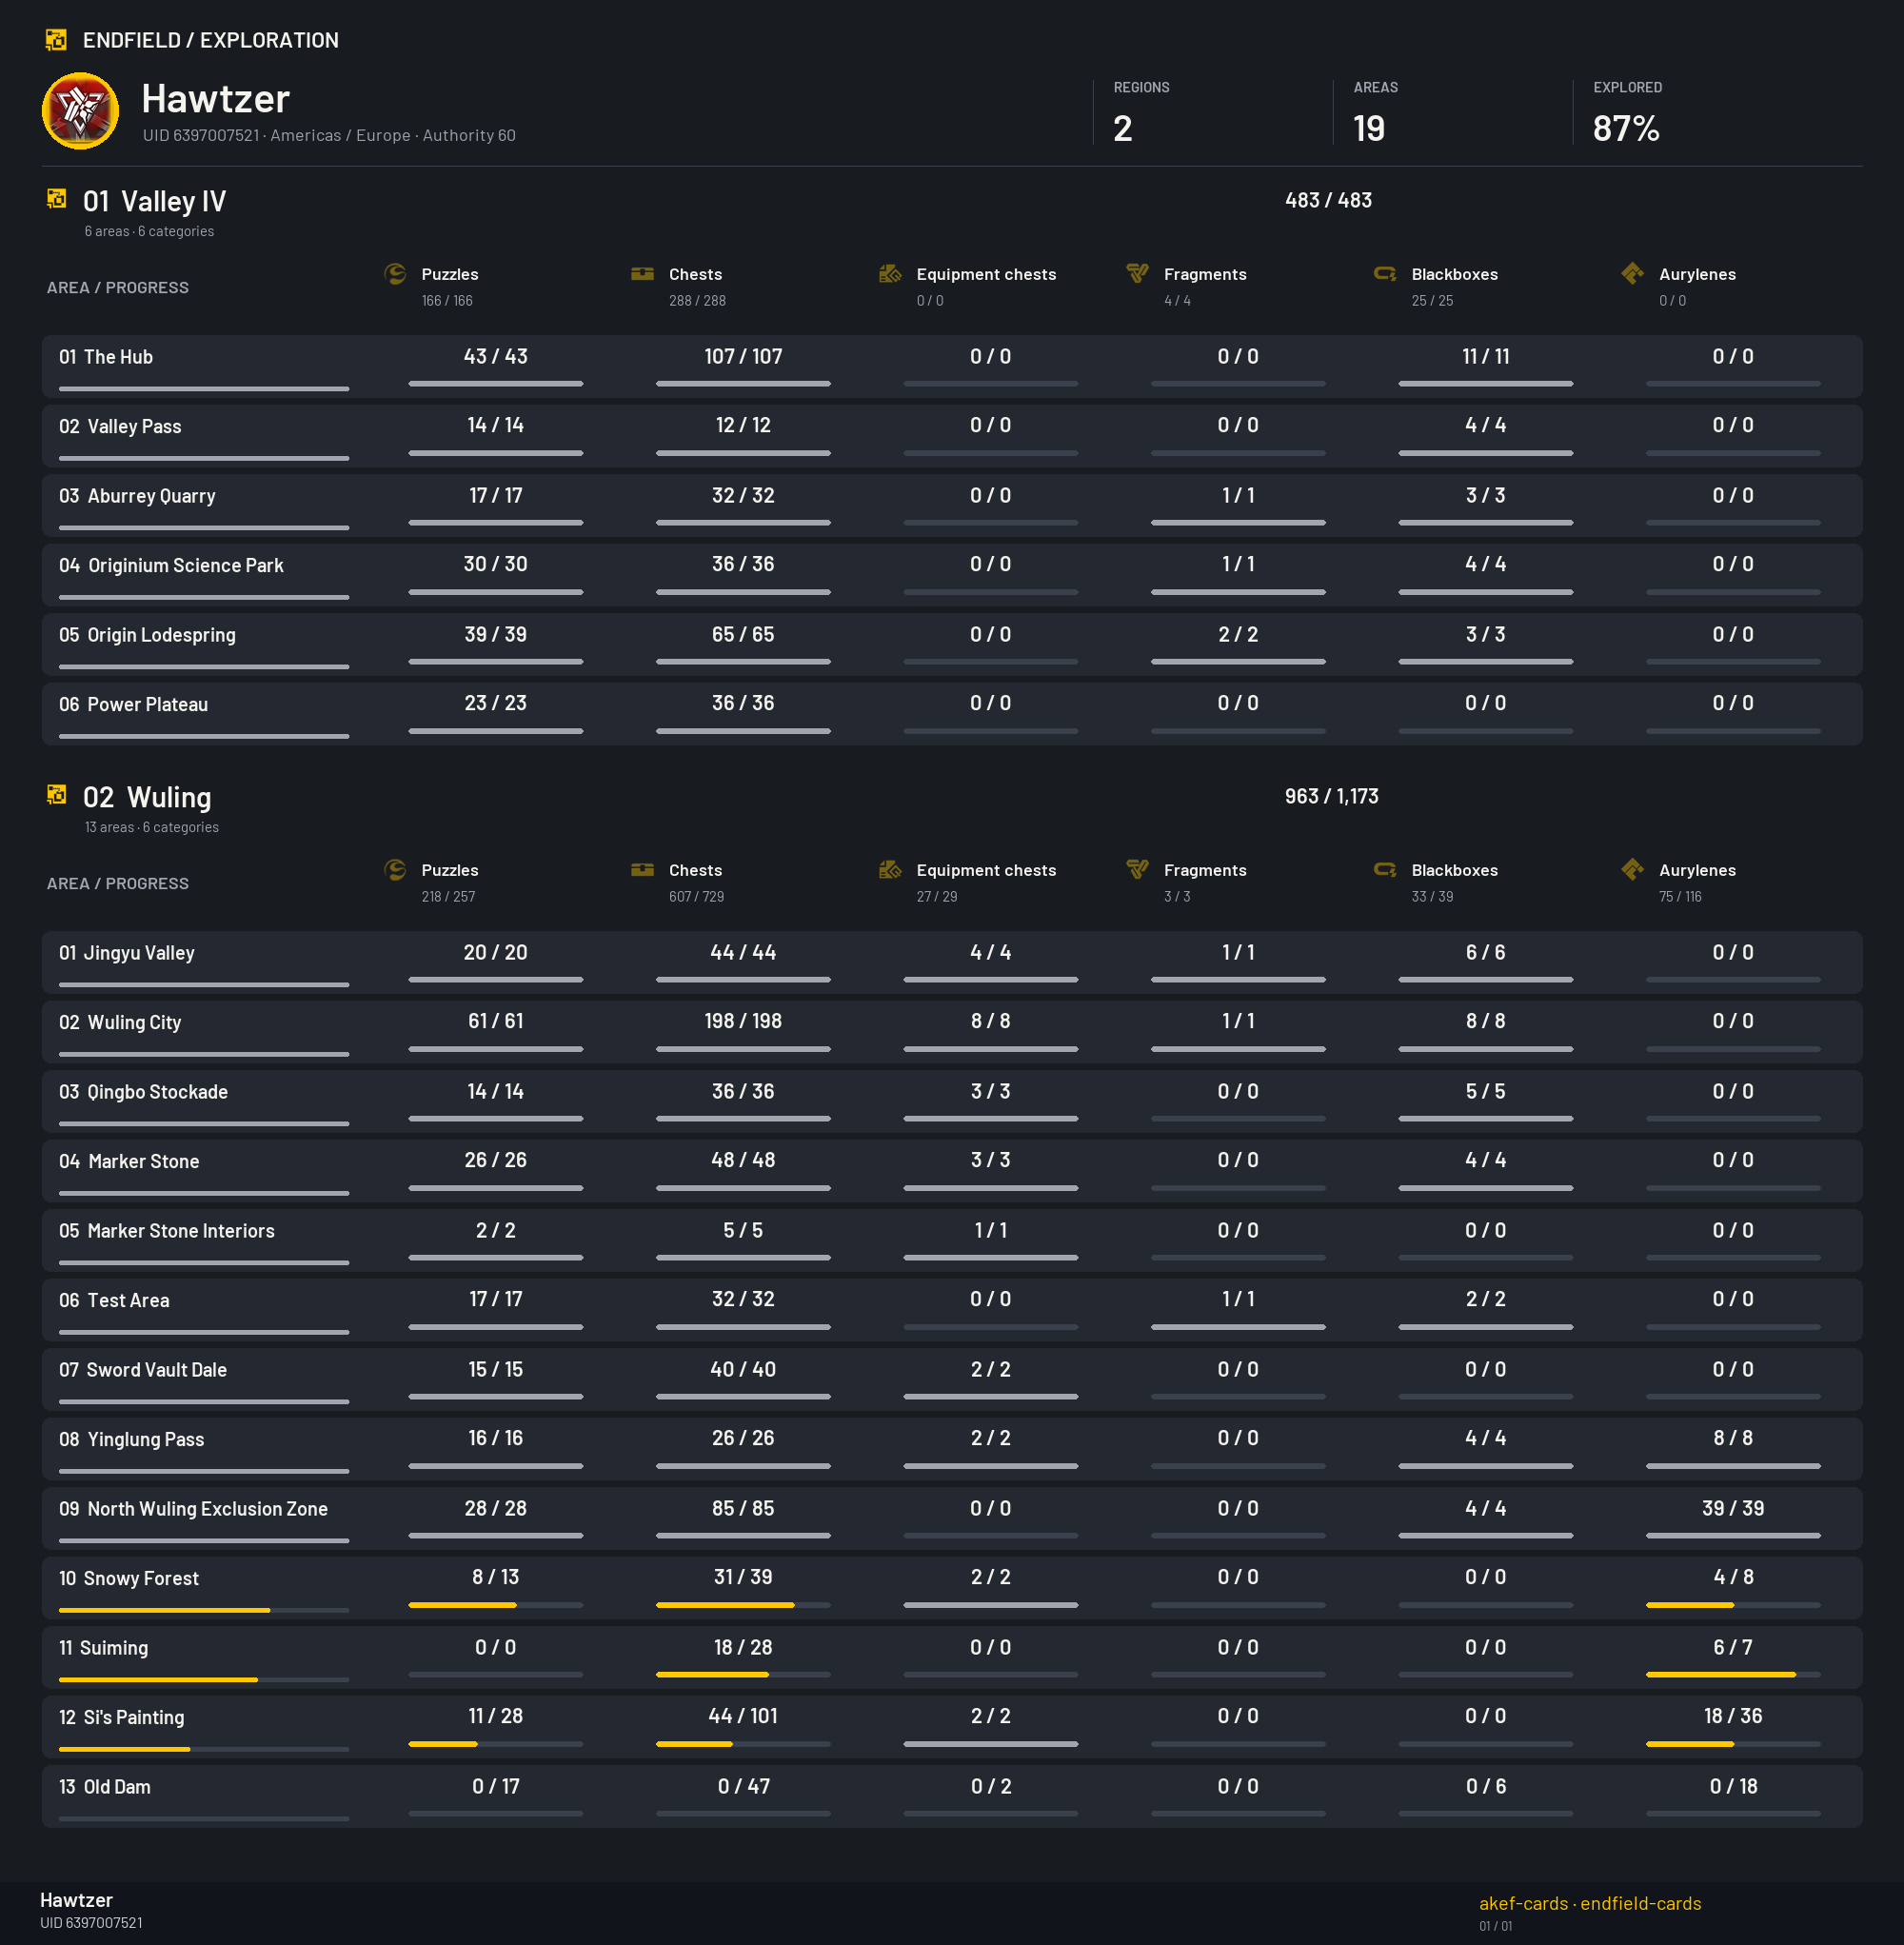 ENDFIELD / EXPLORATION
Hawtzer
UID 6397007521 · Americas / Europe · Authority 60
REGIONS
2
AREAS
19
EXPLORED
87%
01 Valley IV
483 / 483
6 areas · 6 categories
AREA / PROGRESS
Puzzles
166 / 166
Chests
288 / 288
Equipment chests
0 / 0
Fragments
4 / 4
Blackboxes
25 / 25
Aurylenes
0 / 0
01 The Hub 43 / 43 107 / 107 0 / 0 0 / 0 11 / 11 0 / 0
02 Valley Pass 14 / 14 12 / 12 0 / 0 0 / 0 4 / 4 0 / 0
03 Aburrey Quarry 17 / 17 32 / 32 0 / 0 1 / 1 3 / 3 0 / 0
04 Originium Science Park 30 / 30 36 / 36 0 / 0 1 / 1 4 / 4 0 / 0
05 Origin Lodespring 39 / 39 65 / 65 0 / 0 2 / 2 3 / 3 0 / 0
06 Power Plateau 23 / 23 36 / 36 0 / 0 0 / 0 0 / 0 0 / 0
02 Wuling
963 / 1,173
13 areas · 6 categories
AREA / PROGRESS
Puzzles
218 / 257
Chests
607 / 729
Equipment chests
27 / 29
Fragments
3 / 3
Blackboxes
33 / 39
Aurylenes
75 / 116
01 Jingyu Valley 20 / 20 44 / 44 4 / 4 1 / 1 6 / 6 0 / 0
02 Wuling City 61 / 61 198 / 198 8 / 8 1 / 1 8 / 8 0 / 0
03 Qingbo Stockade 14 / 14 36 / 36 3 / 3 0 / 0 5 / 5 0 / 0
04 Marker Stone 26 / 26 48 / 48 3 / 3 0 / 0 4 / 4 0 / 0
05 Marker Stone Interiors 2 / 2 5 / 5 1 / 1 0 / 0 0 / 0 0 / 0
06 Test Area 17 / 17 32 / 32 0 / 0 1 / 1 2 / 2 0 / 0
07 Sword Vault Dale 15 / 15 40 / 40 2 / 2 0 / 0 0 / 0 0 / 0
08 Yinglung Pass 16 / 16 26 / 26 2 / 2 0 / 0 4 / 4 8 / 8
09 North Wuling Exclusion Zone 28 / 28 85 / 85 0 / 0 0 / 0 4 / 4 39 / 39
10 Snowy Forest 8 / 13 31 / 39 2 / 2 0 / 0 0 / 0 4 / 8
11 Suiming 0 / 0 18 / 28 0 / 0 0 / 0 0 / 0 6 / 7
12 Si's Painting 11 / 28 44 / 101 2 / 2 0 / 0 0 / 0 18 / 36
13 Old Dam 0 / 17 0 / 47 0 / 2 0 / 0 0 / 6 0 / 18
Hawtzer
UID 6397007521
akef-cards · endfield-cards
01 / 01